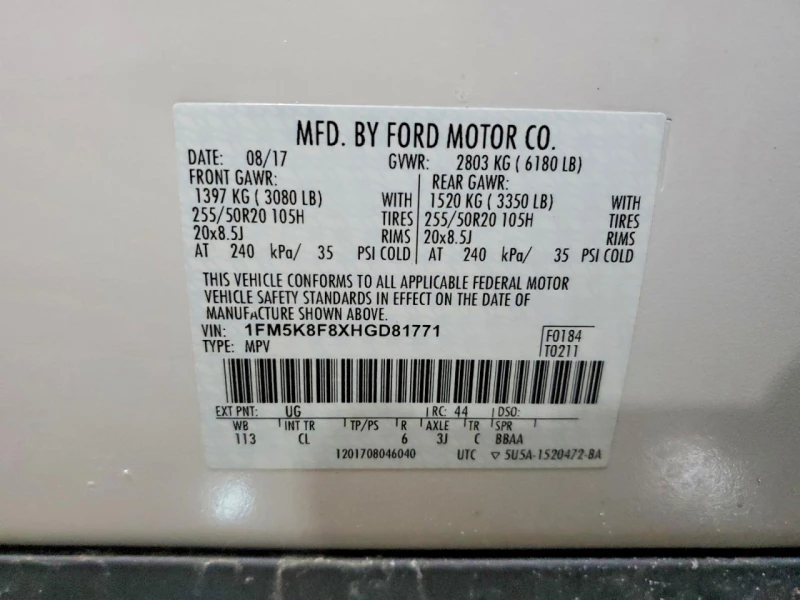 MFD. BY FORD MOTOR CO.
DATE: 08/17 GVWR: 2803 KG ( 6180 LB)
FRONT GAWR: REAR GAWR:
1397 KG ( 3080 LB) WITH 1520 KG ( 3350 LB) WITH
255/50R20 105H TIRES 255/50R20 105H TIRES
20x8.5J RIMS 20x8.5J RIMS
AT 240 kPa/ 35 PSI COLD AT 240 kPa/ 35 PSI COLD
THIS VEHICLE CONFORMS TO ALL APPLICABLE FEDERAL MOTOR
VEHICLE SAFETY STANDARDS IN EFFECT ON THE DATE OF
MANUFACTURE SHOWN ABOVE.
VIN: 1FM5K8F8XHGD81771 F0184
TYPE: MPV T0211
EXT PNT: UG RC: 44 DSO:
WB INT TR TP/PS R AXLE TR SPR
113 CL 6 3J C BBAA
1201708046040 UTC ▽ 5U5A-1520472-BA